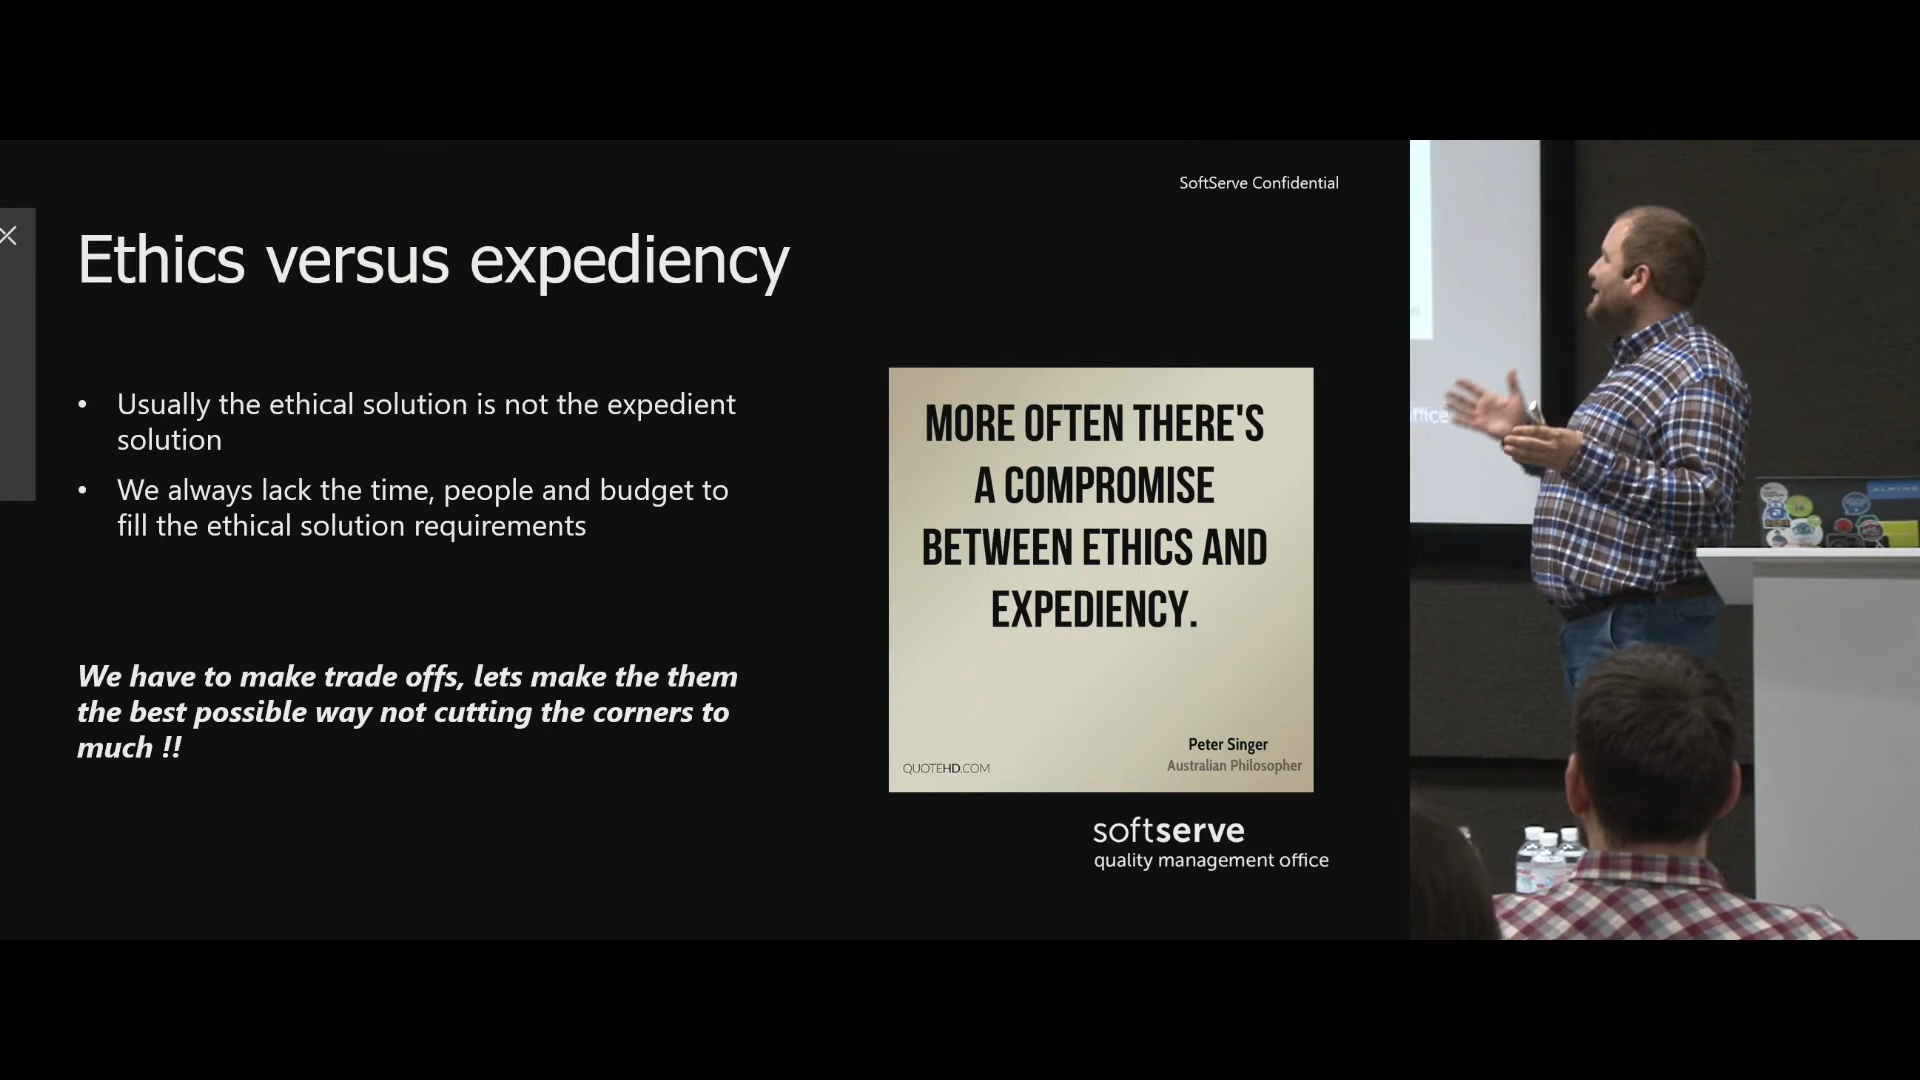 SoftServe Confidential
Ethics versus expediency
• Usually the ethical solution is not the expedient
solution
• We always lack the time, people and budget to
fill the ethical solution requirements
We have to make trade offs, lets make the them
the best possible way not cutting the corners to
much !!
MORE OFTEN THERE'S
A COMPROMISE
BETWEEN ETHICS AND
EXPEDIENCY.
Peter Singer
Australian Philosopher
QUOTEHD.COM
softserve
quality management office